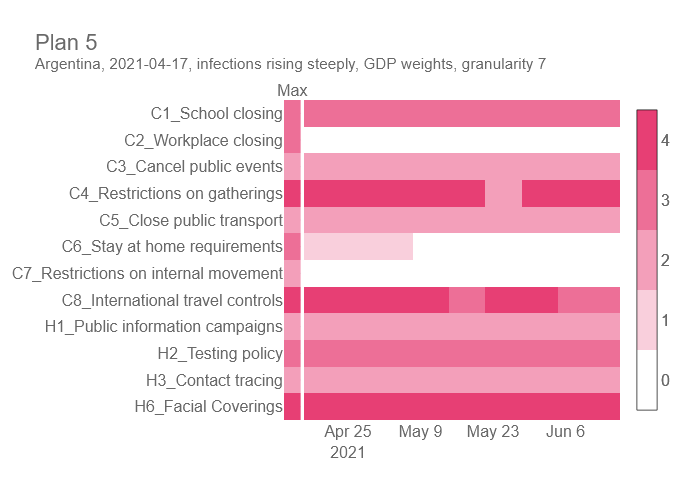 Plan 5
Argentina, 2021-04-17, infections rising steeply, GDP weights, granularity 7
Max
C1_School closing
C2_Workplace closing
C3_Cancel public events
C4_Restrictions on gatherings
C5_Close public transport
C6_Stay at home requirements
C7_Restrictions on internal movement
C8_International travel controls
H1_Public information campaigns
H2_Testing policy
H3_Contact tracing
H6_Facial Coverings
4
3
2
1
0
Apr 25 May 9 May 23 Jun 6
2021